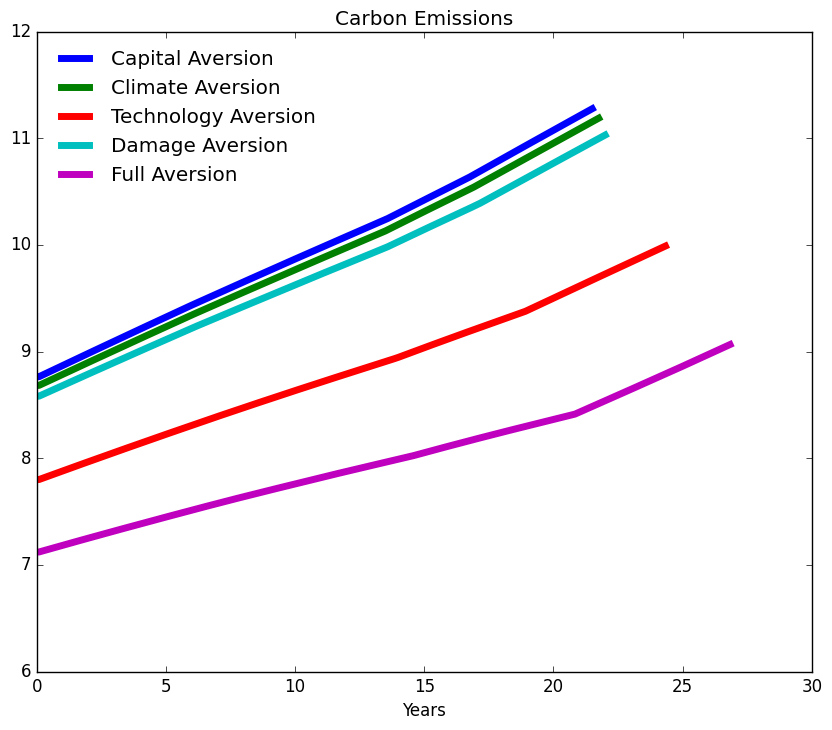 Carbon Emissions
12
11
10
9
8
7
6
Capital Aversion
Climate Aversion
Technology Aversion
Damage Aversion
Full Aversion
0 5 10 15 20 25 30
Years